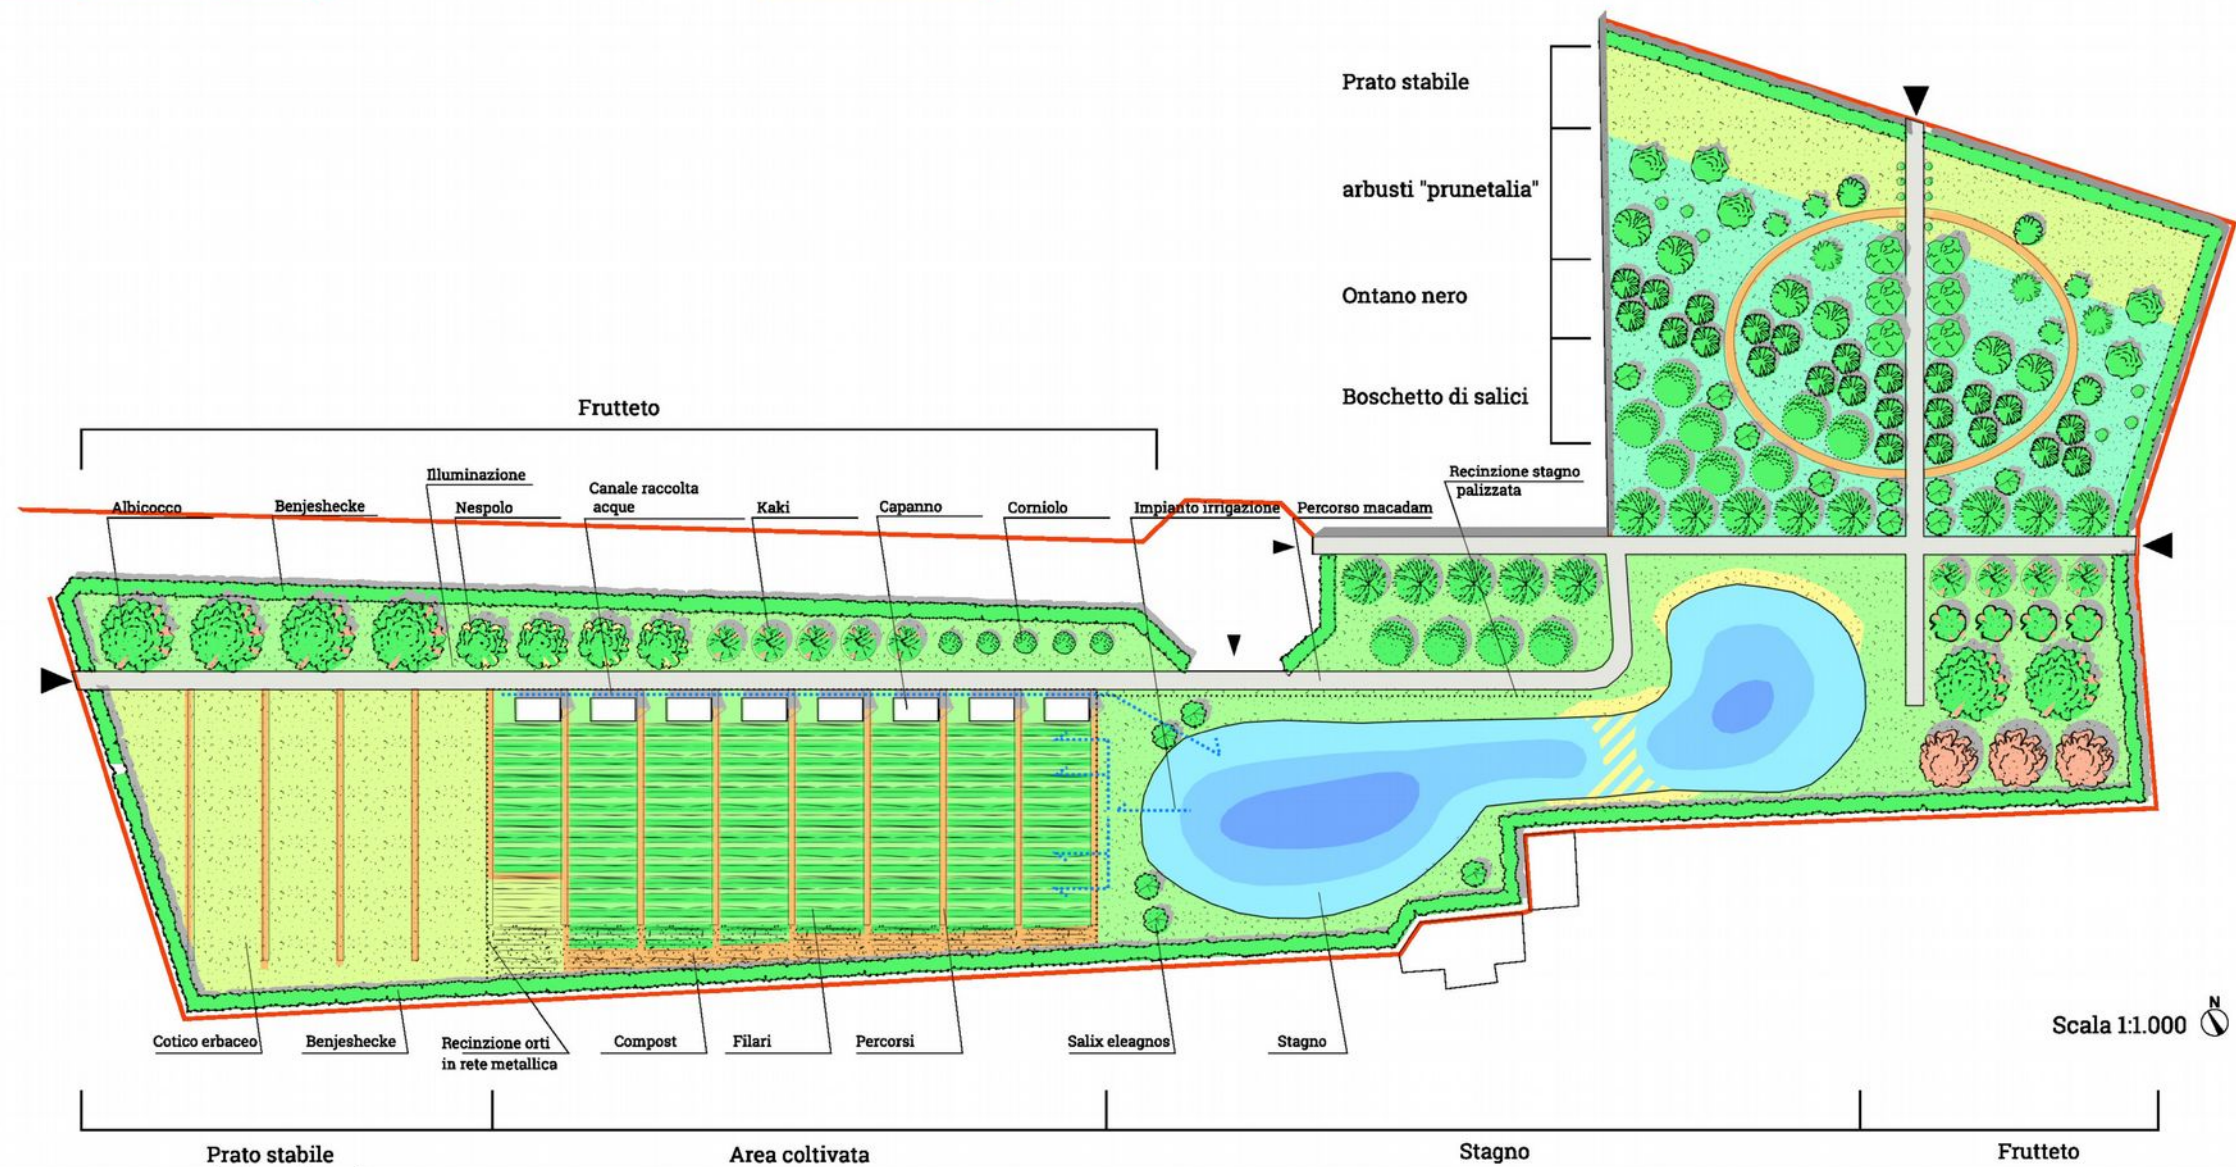 Prato stabile
arbusti "prunetalia"
Ontano nero
Boschetto di salici
Frutteto
Illuminazione
Albicocco
Benjeshecke
Nespolo
Canale raccolta
acque
Kaki
Capanno
Corniolo
Impianto irrigazione
Percorso macadam
Recinzione stagno
palizzata
Cotico erbaceo
Benjeshecke
Recinzione orti
in rete metallica
Compost
Filari
Percorsi
Salix eleagnos
Stagno
N
Scala 1:1.000
Prato stabile
Area coltivata
Stagno
Frutteto